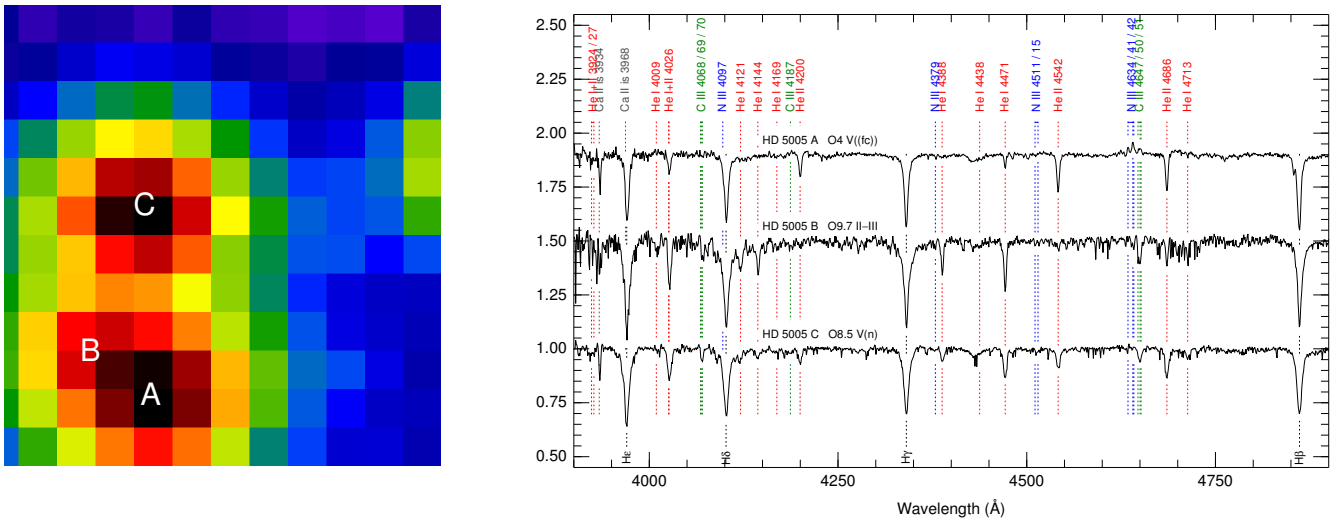 C
B
A
2.50
2.25
2.00
1.75
1.50
1.25
1.00
0.75
0.50
He I+II 3924 / 27
Ca II is 3934
Ca II is 3968
He I 4009
He I+II 4026
C III 4068 / 69 / 70
N III 4097
He I 4121
He I 4144
He I 4169
C III 4187
He II 4200
N III 4379
He I 4388
He I 4438
He I 4471
N III 4511 / 15
He II 4542
N III 4634 / 41 / 42
C III 4647 / 50 / 51
He II 4686
He I 4713
HD 5005 A O4 V((fc))
HD 5005 B O9.7 II–III
HD 5005 C O8.5 V(n)
Hε
Hδ
Hγ
Hβ
4000
4250
4500
4750
Wavelength (Å)